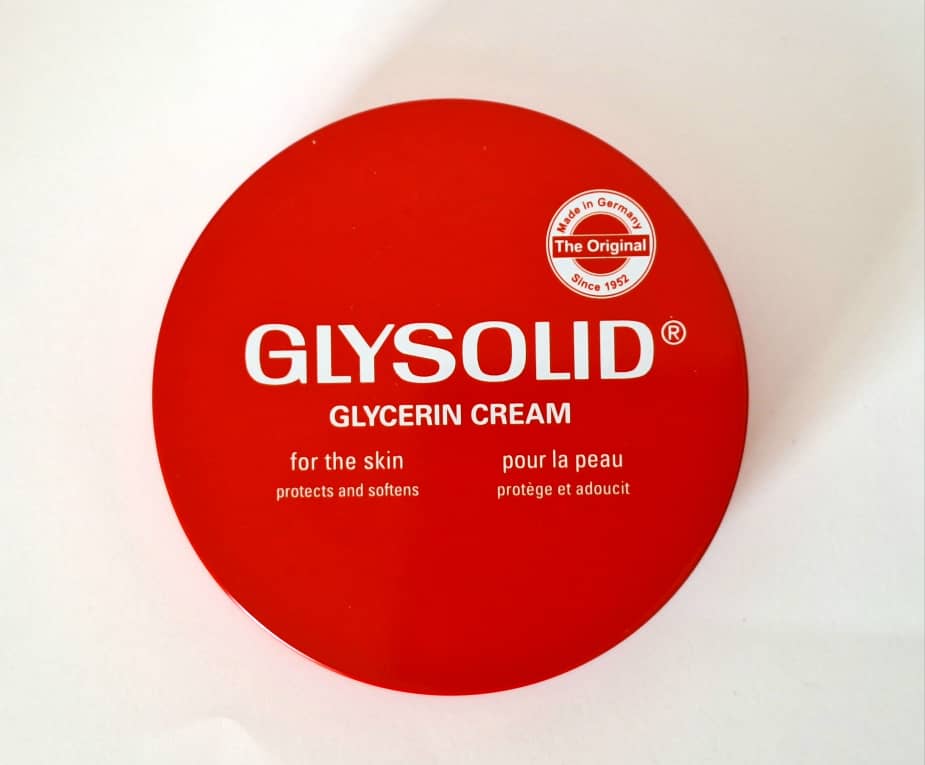 Made in Germany
The Original
Since 1952
GLYSOLID®
GLYCERIN CREAM
for the skin
protects and softens
pour la peau
protège et adoucit